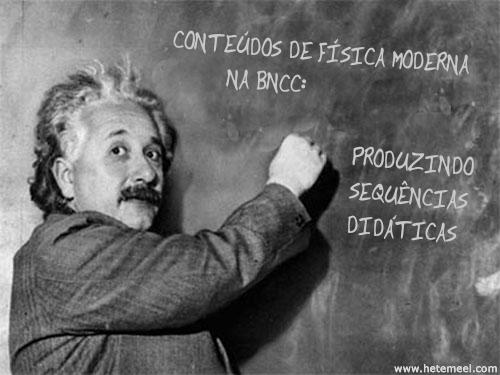 CONTEÚDOS DE FÍSICA MODERNA
NA BNCC:
PRODUZINDO
SEQUÊNCIAS
DIDÁTICAS
www.hetemeel.com